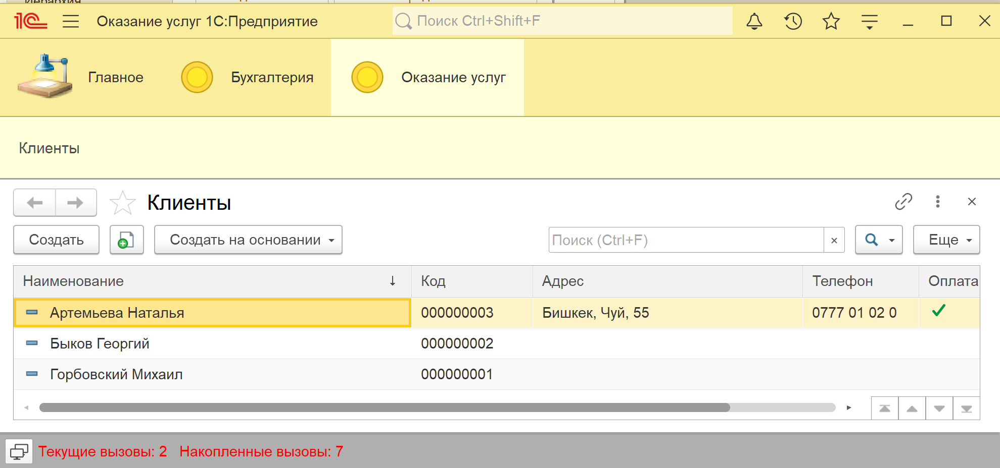 Оказание услуг 1С:Предприятие
Поиск Ctrl+Shift+F
Главное
Бухгалтерия
Оказание услуг
Клиенты
Клиенты
Создать
Создать на основании
Поиск (Ctrl+F)
Еще
Наименование Код Адрес Телефон Оплата
Артемьева Наталья 000000003 Бишкек, Чуй, 55 0777 01 02 0
Быков Георгий 000000002
Горбовский Михаил 000000001
Текущие вызовы: 2 Накопленные вызовы: 7